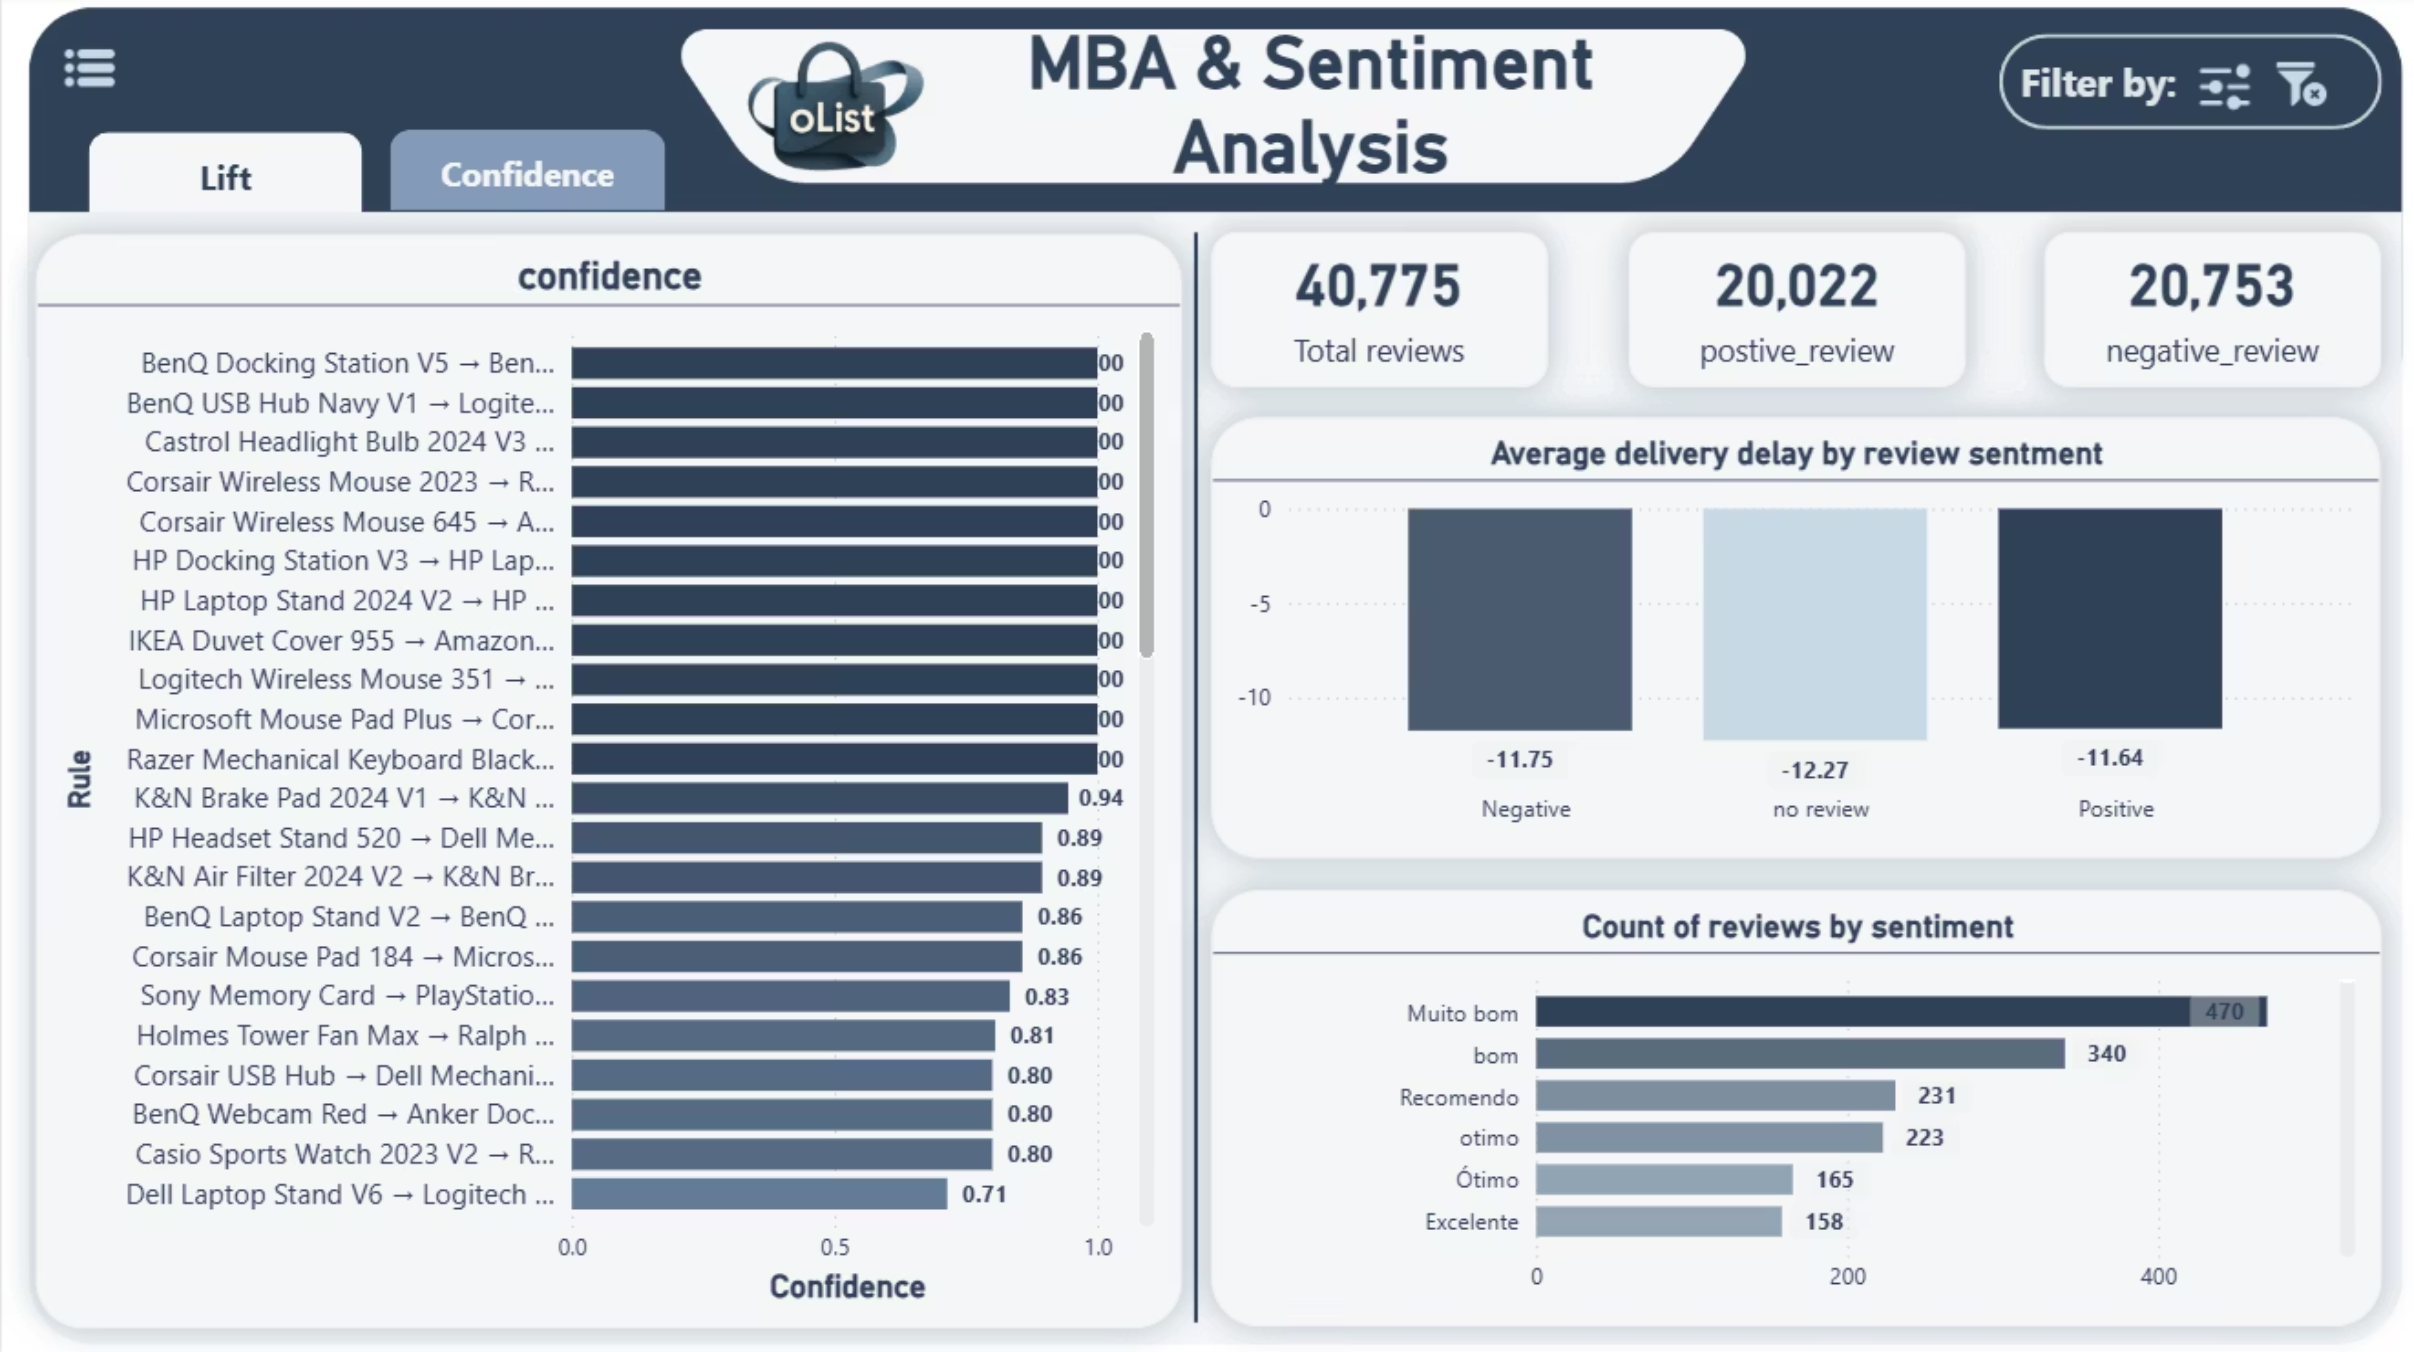 oList
MBA & Sentiment
Analysis
Filter by:
Lift
Confidence
confidence
Rule
BenQ Docking Station V5 → Ben...
00
BenQ USB Hub Navy V1 → Logite...
00
Castrol Headlight Bulb 2024 V3 ...
00
Corsair Wireless Mouse 2023 → R...
00
Corsair Wireless Mouse 645 → A...
00
HP Docking Station V3 → HP Lap...
00
HP Laptop Stand 2024 V2 → HP ...
00
IKEA Duvet Cover 955 → Amazon...
00
Logitech Wireless Mouse 351 → ...
00
Microsoft Mouse Pad Plus → Cor...
00
Razer Mechanical Keyboard Black...
00
K&N Brake Pad 2024 V1 → K&N ...
0.94
HP Headset Stand 520 → Dell Me...
0.89
K&N Air Filter 2024 V2 → K&N Br...
0.89
BenQ Laptop Stand V2 → BenQ ...
0.86
Corsair Mouse Pad 184 → Micros...
0.86
Sony Memory Card → PlayStatio...
0.83
Holmes Tower Fan Max → Ralph ...
0.81
Corsair USB Hub → Dell Mechani...
0.80
BenQ Webcam Red → Anker Doc...
0.80
Casio Sports Watch 2023 V2 → R...
0.80
Dell Laptop Stand V6 → Logitech ...
0.71
0.0
0.5
1.0
Confidence
40,775
Total reviews
20,022
postive_review
20,753
negative_review
Average delivery delay by review sentment
0
-5
-10
-11.75
-12.27
-11.64
Negative
no review
Positive
Count of reviews by sentiment
Muito bom
470
bom
340
Recomendo
231
otimo
223
Ótimo
165
Excelente
158
0
200
400